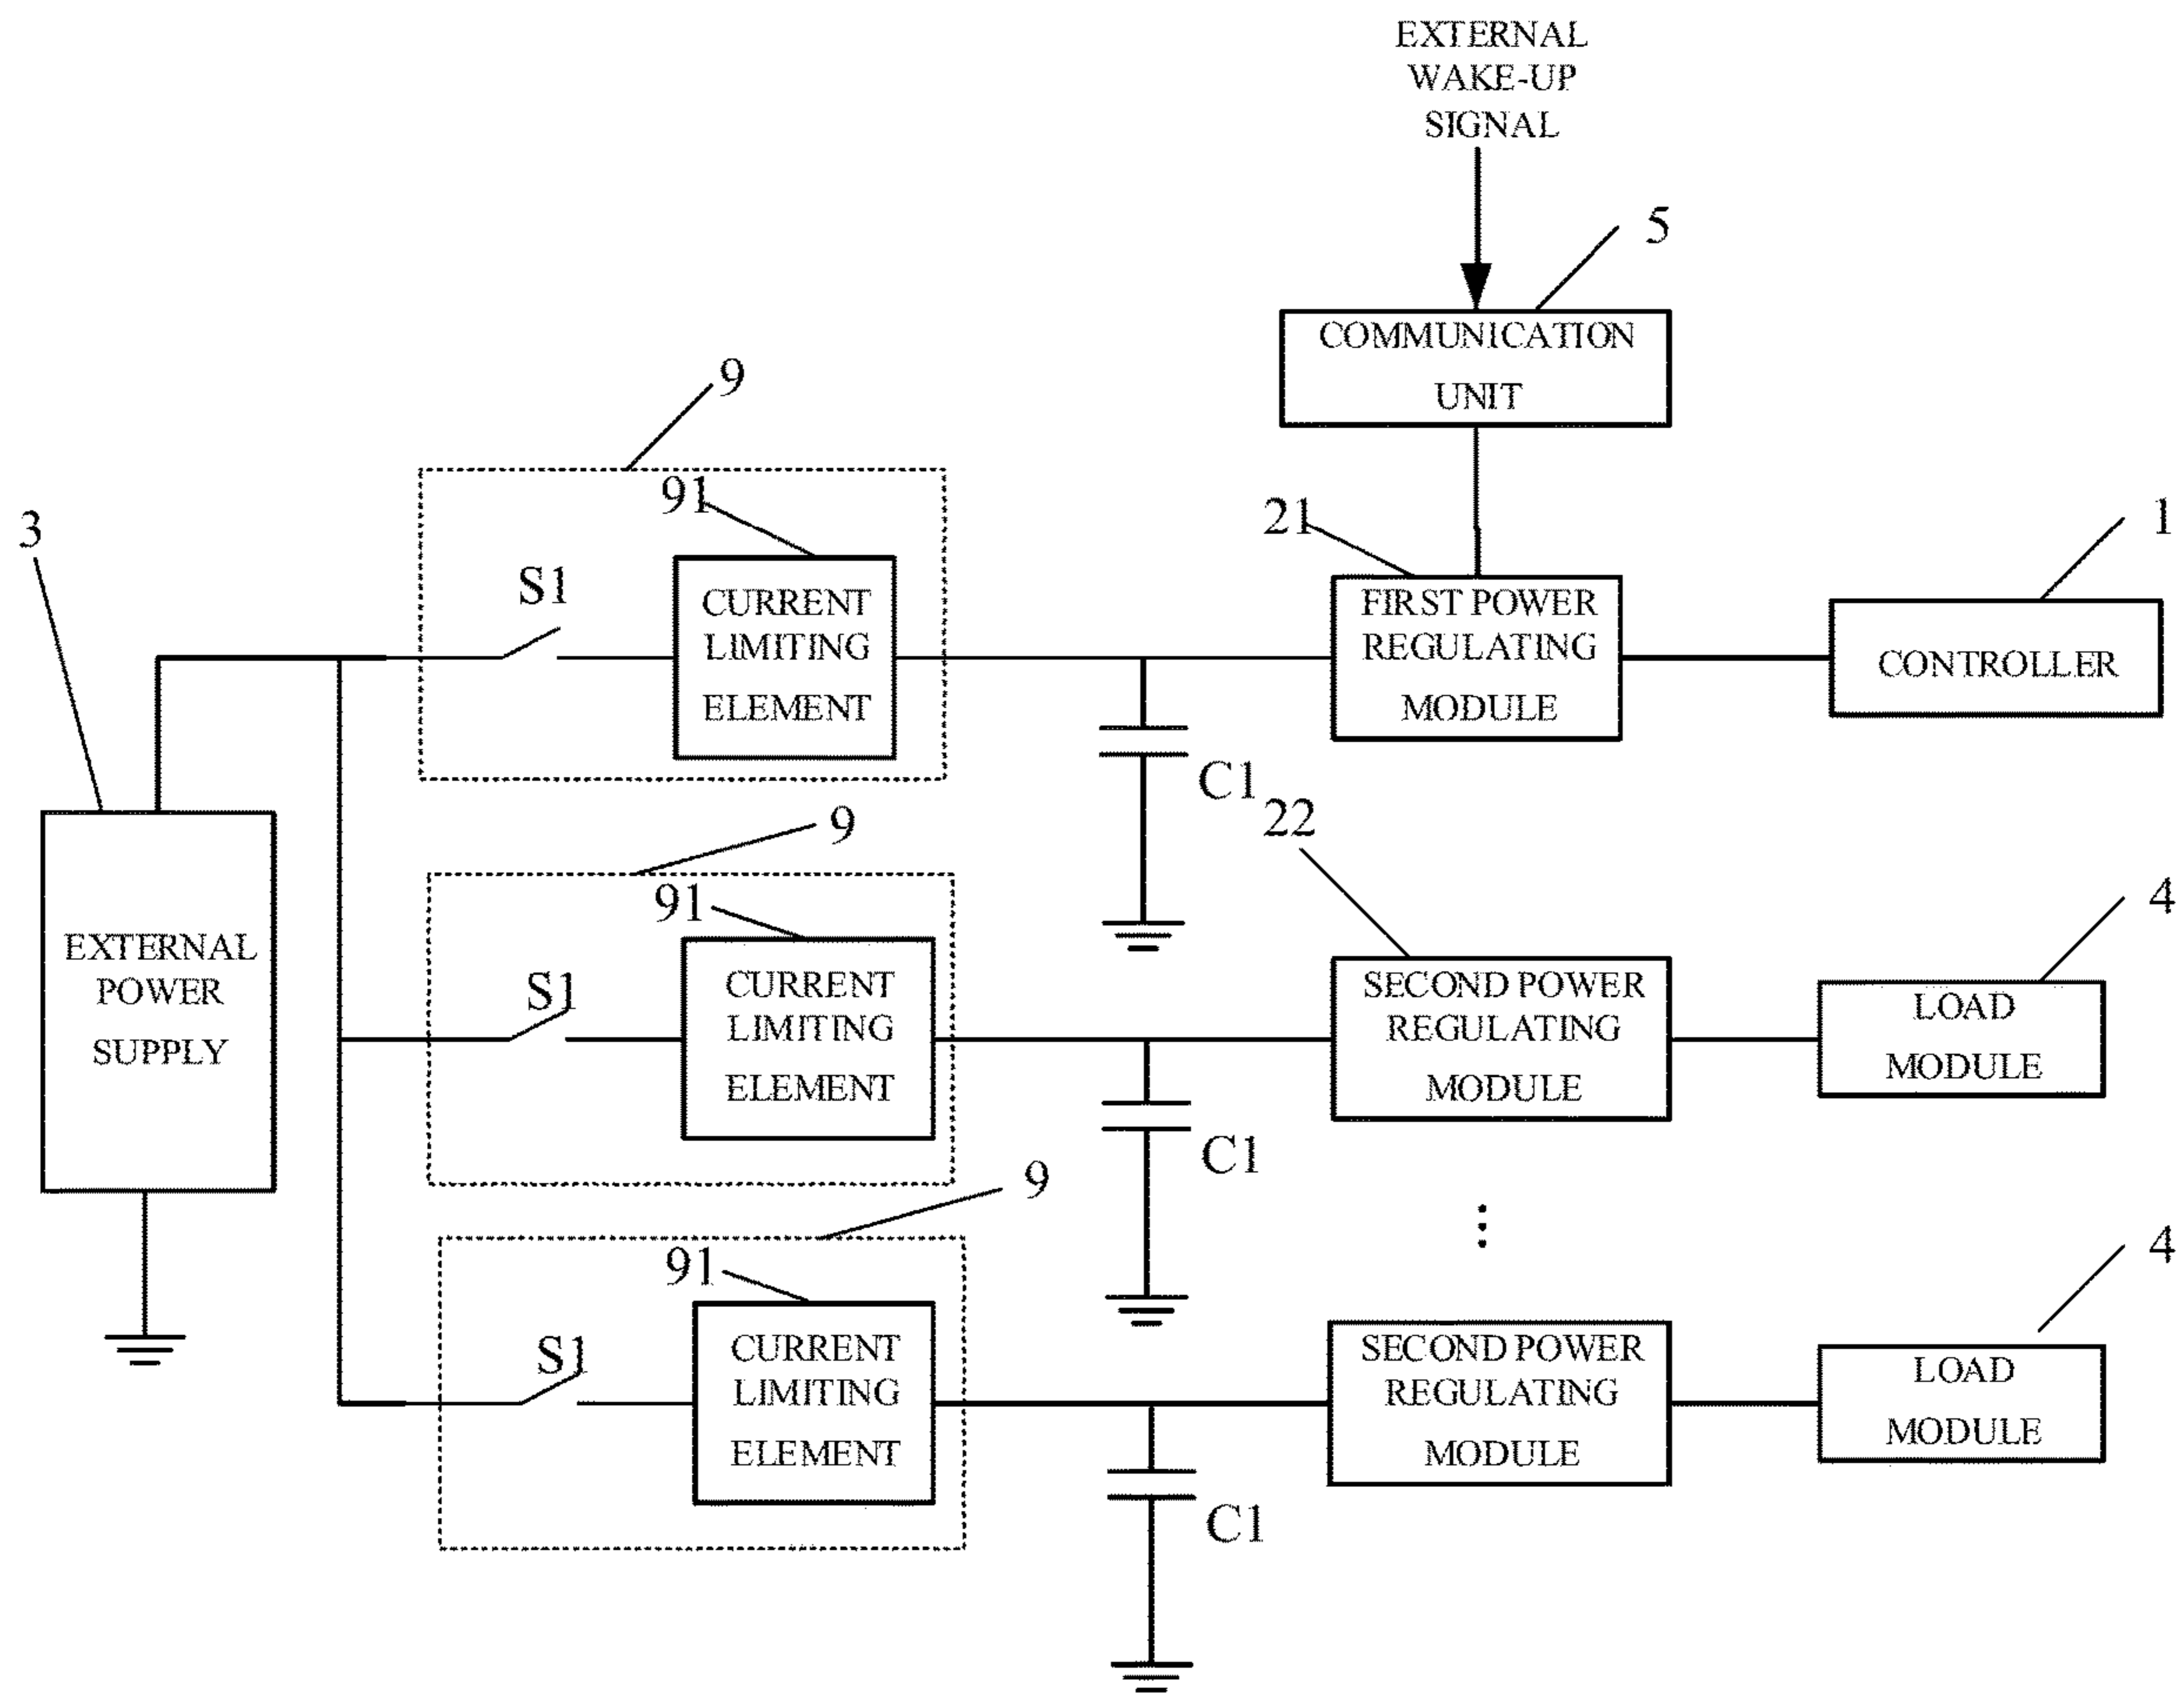 EXTERNAL
WAKE-UP
SIGNAL
5
COMMUNICATION
UNIT
9
91
21
1
3
S1
CURRENT
LIMITING
ELEMENT
FIRST POWER
REGULATING
MODULE
CONTROLLER
C1
9
22
91
4
EXTERNAL
POWER
SUPPLY
S1
CURRENT
LIMITING
ELEMENT
SECOND POWER
REGULATING
MODULE
LOAD
MODULE
C1
9
91
4
S1
CURRENT
LIMITING
ELEMENT
SECOND POWER
REGULATING
MODULE
LOAD
MODULE
C1